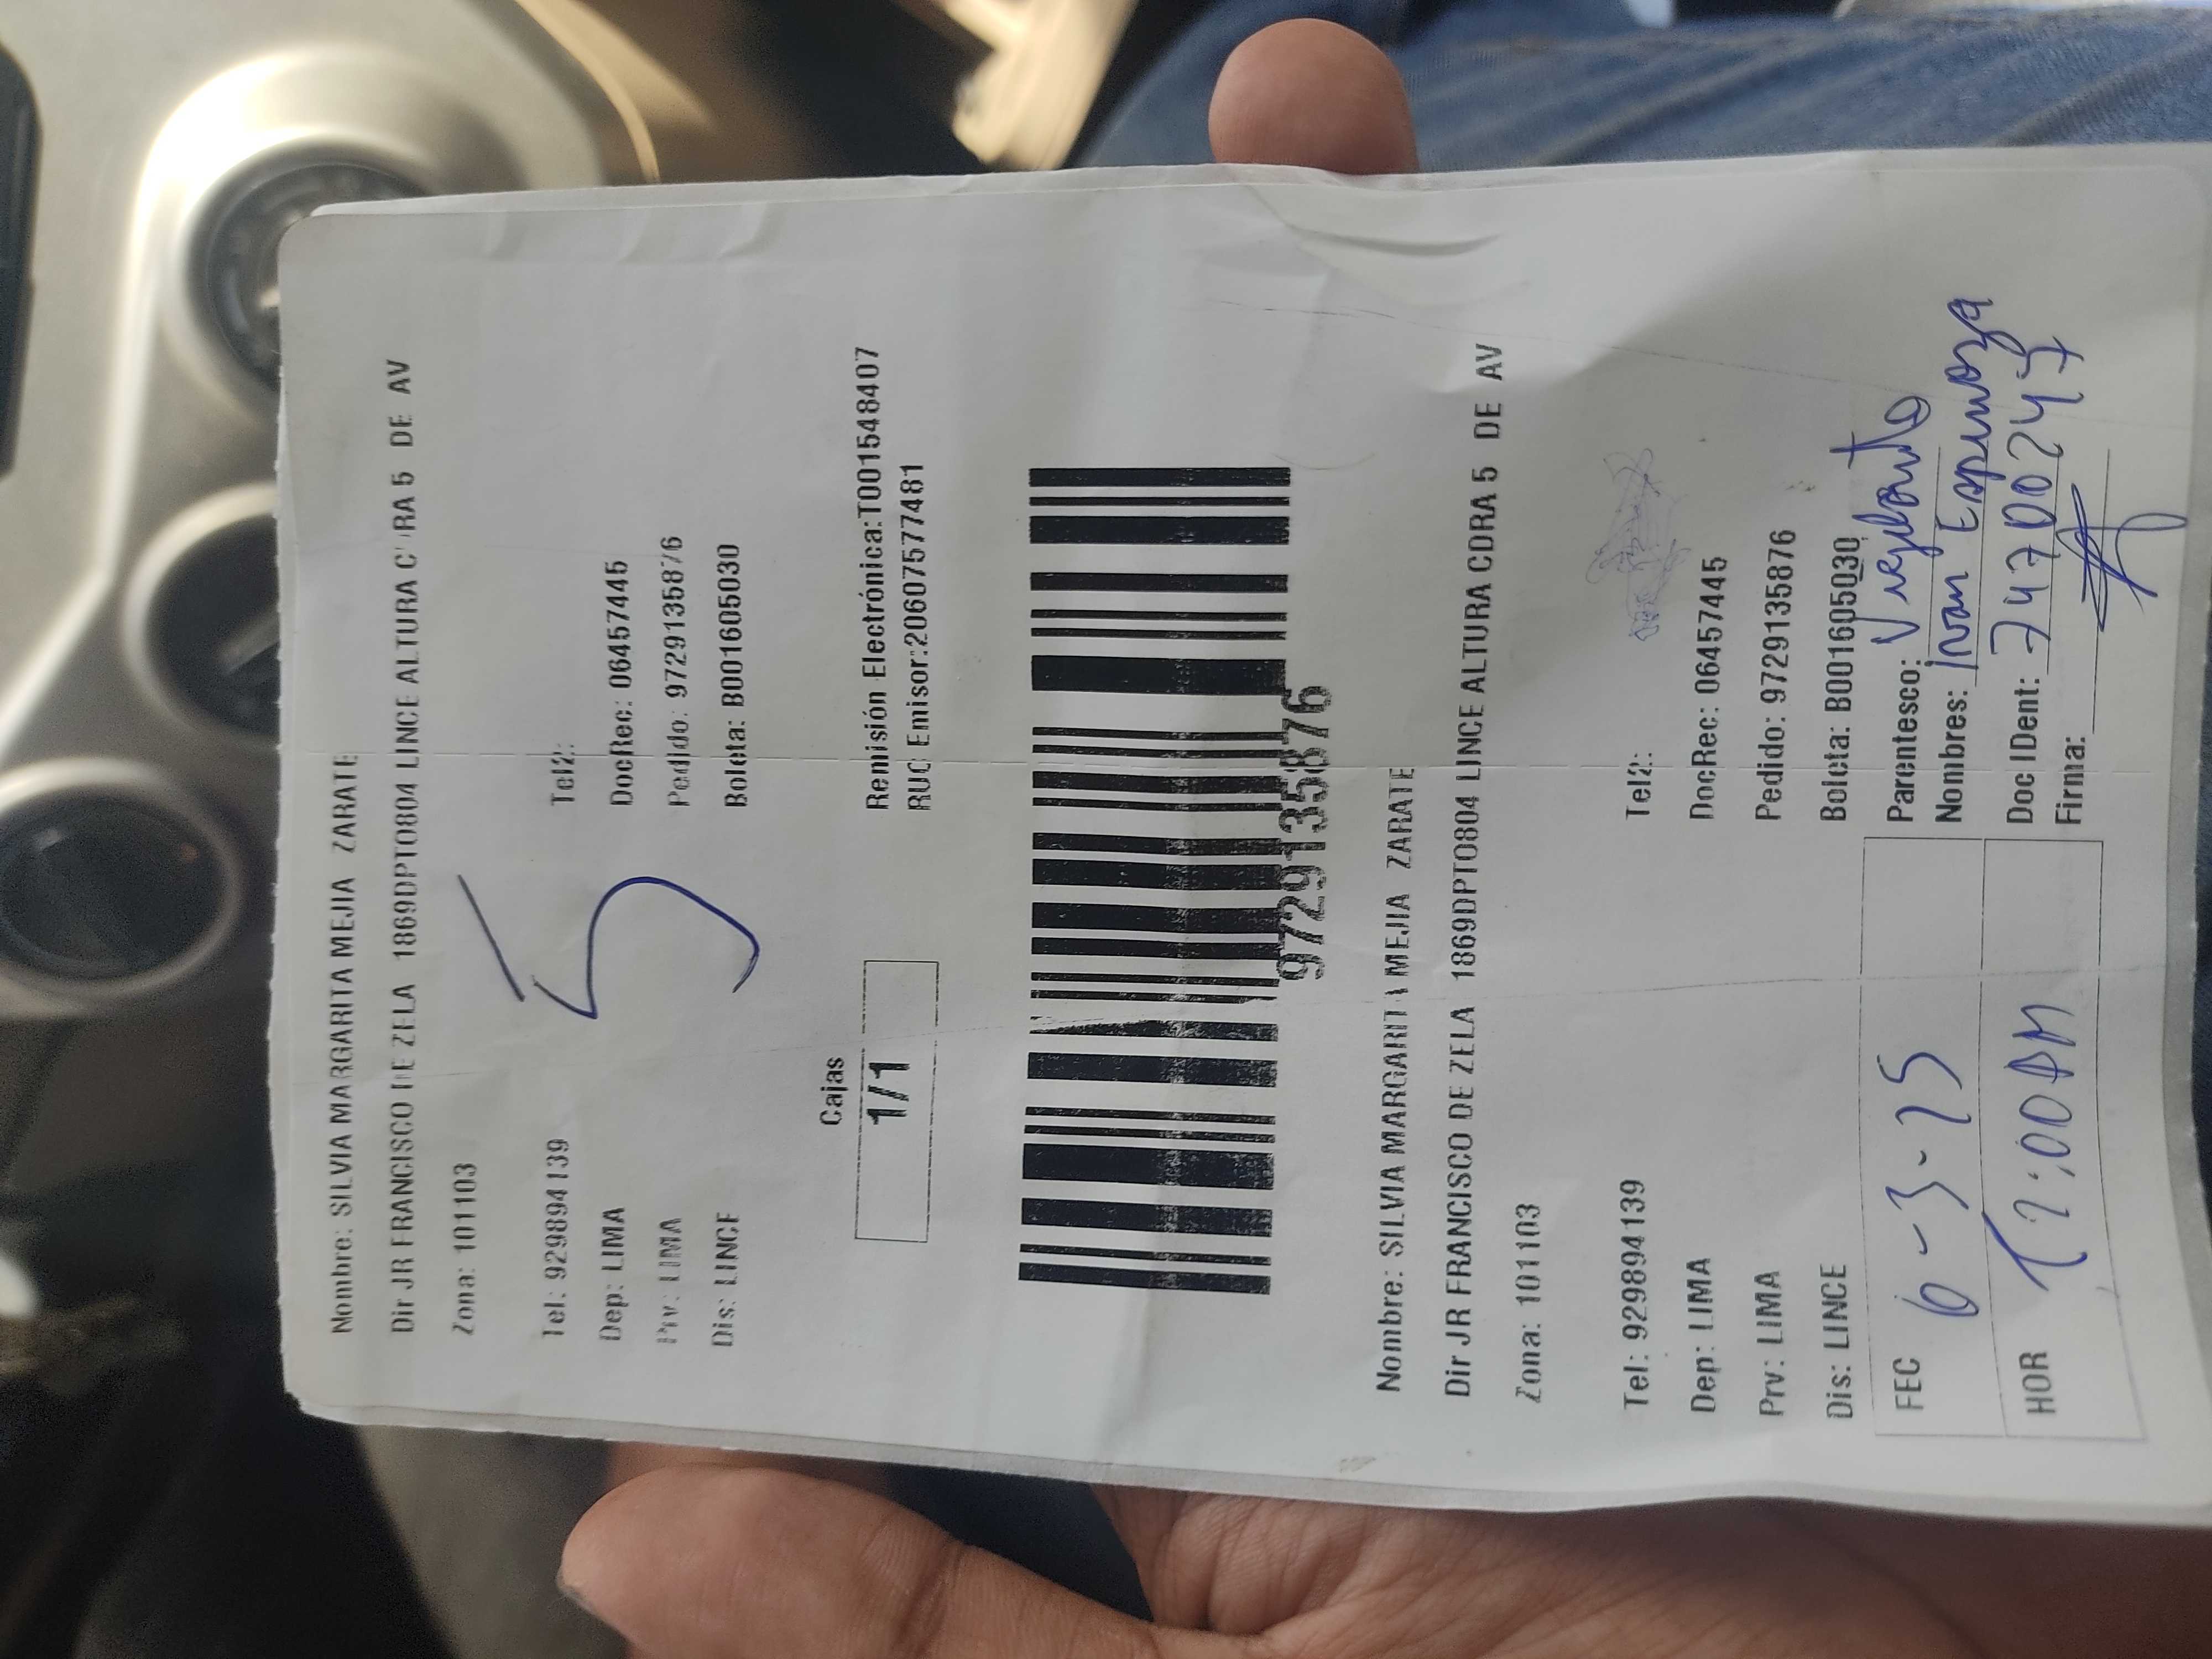 Nombre: SILVIA MARGARITA MEJIA ZARATE
Dir JR FRANCISCO DE ZELA 1869DPTO804 LINCE ALTURA C RA 5 DE AV
Zona: 101103
Tel: 929894139 Tel2:
Dep: LIMA DocRec: 06457445
Prv: LIMA Pedido: 9729135876
Dis: LINCE Boleta: B001605030
5
Cajas
1/1
Remisión Electrónica:T001548407
RUC Emisor:20607577481
9729135876
Nombre: SILVIA MARGARITA MEJIA ZARATE
Dir JR FRANCISCO DE ZELA 1869DPTO804 LINCE ALTURA CDRA 5 DE AV
Zona: 101103
Tel: 929894139 Tel2:
Dep: LIMA DocRec: 06457445
Prv: LIMA Pedido: 9729135876
Dis: LINCE Boleta: B001605030
FEC 6-3-25
Parentesco: Vigilante
Nombres: Ivan Espinoza
HOR 12:00 AM
Doc IDent: 74700247
Firma: